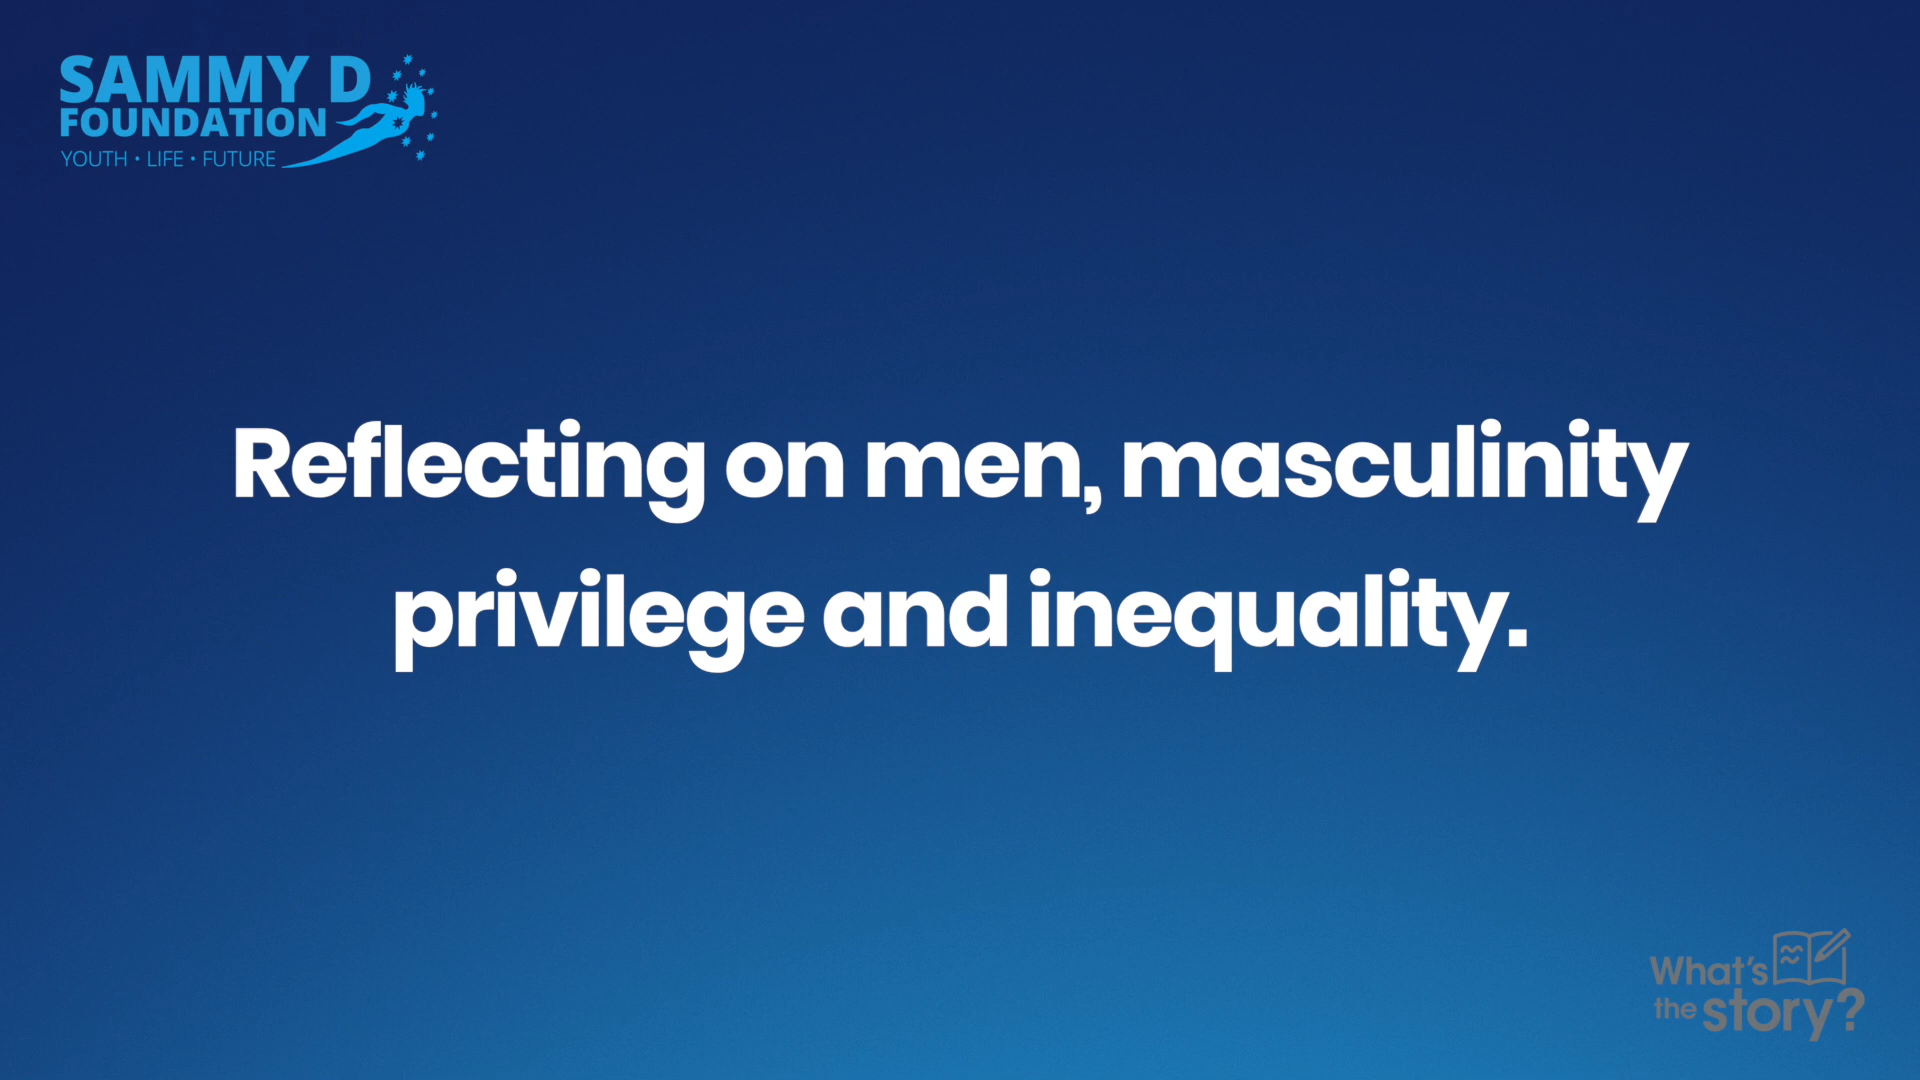 SAMMY D
FOUNDATION
YOUTH • LIFE • FUTURE
Reflecting on men, masculinity
privilege and inequality.
What's
the story?